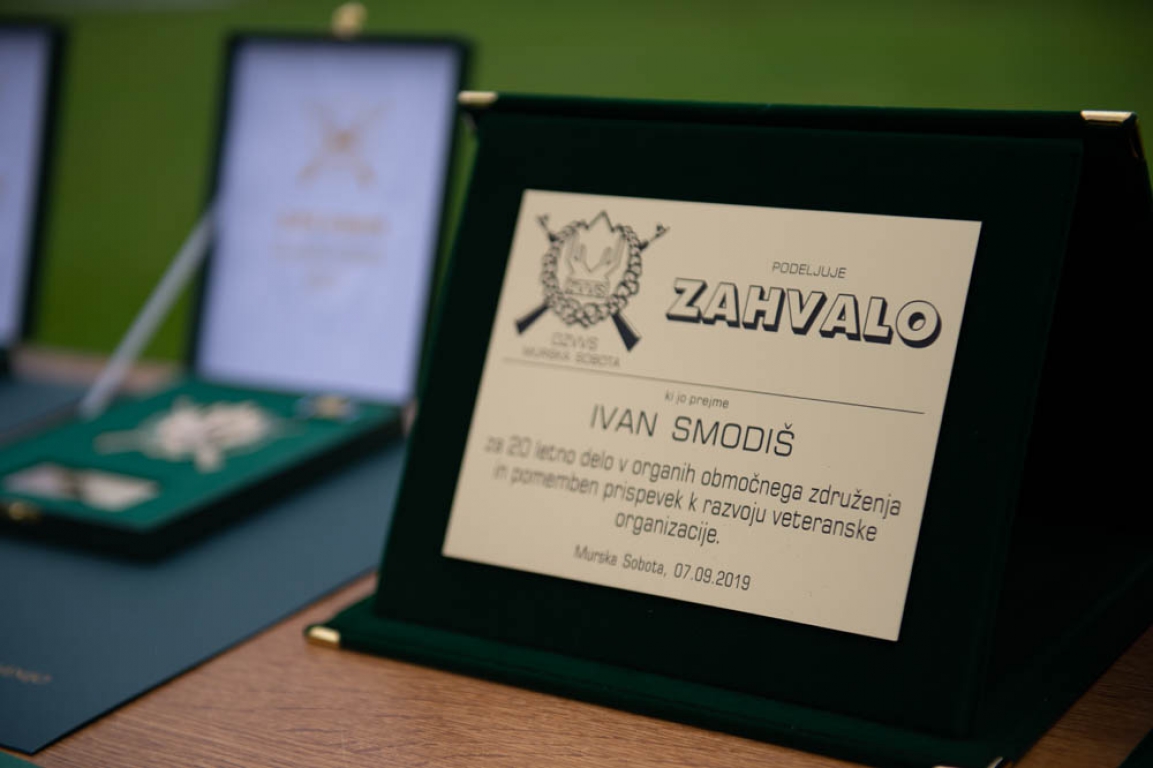 ZVVS
OZVVS
MURSKA SOBOTA
PODELJUJE
ZAHVALO
ki jo prejme
IVAN SMODIŠ
za 20 letno delo v organih območnega združenja
in pomemben prispevek k razvoju veteranske
organizacije.
Murska Sobota, 07.09.2019